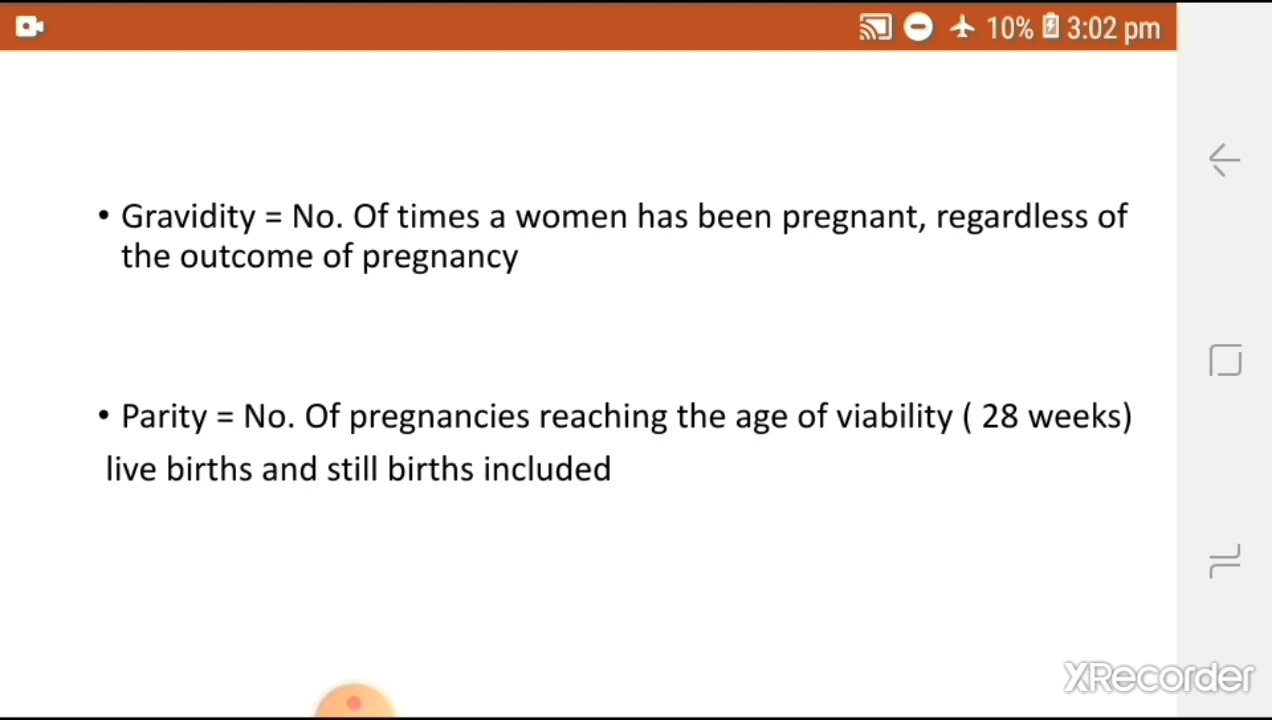 10% 3:02 pm
• Gravidity = No. Of times a women has been pregnant, regardless of
the outcome of pregnancy
• Parity = No. Of pregnancies reaching the age of viability ( 28 weeks)
live births and still births included
XRecorder